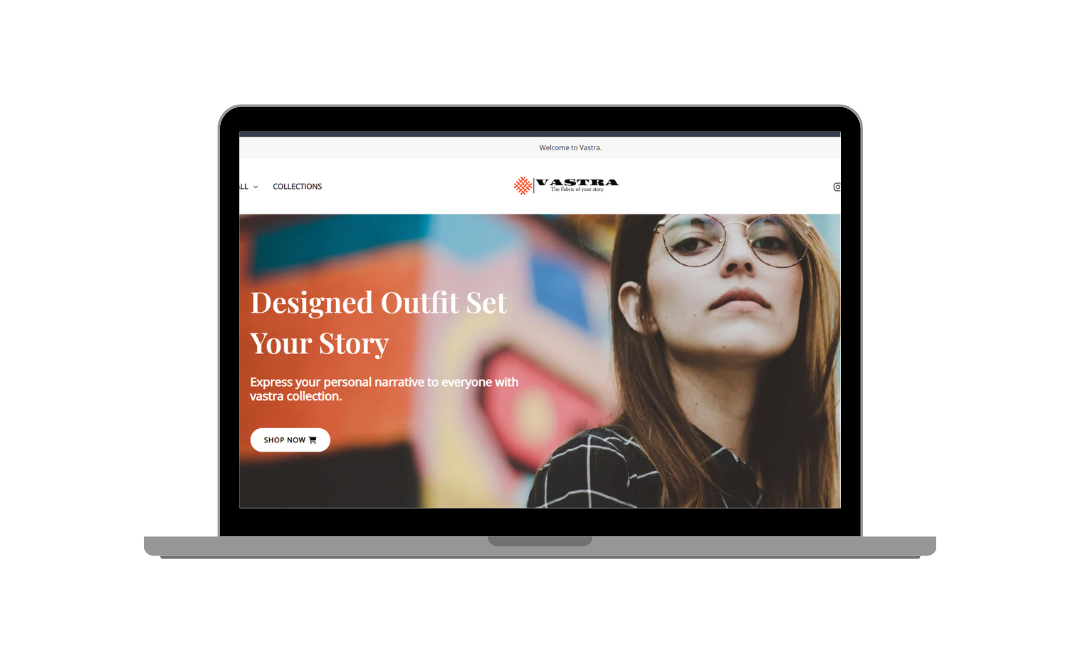 Welcome to Vastra.
ALL COLLECTIONS
VASTRA
The Fabric of your story
Designed Outfit Set
Your Story
Express your personal narrative to everyone with
vastra collection.
SHOP NOW